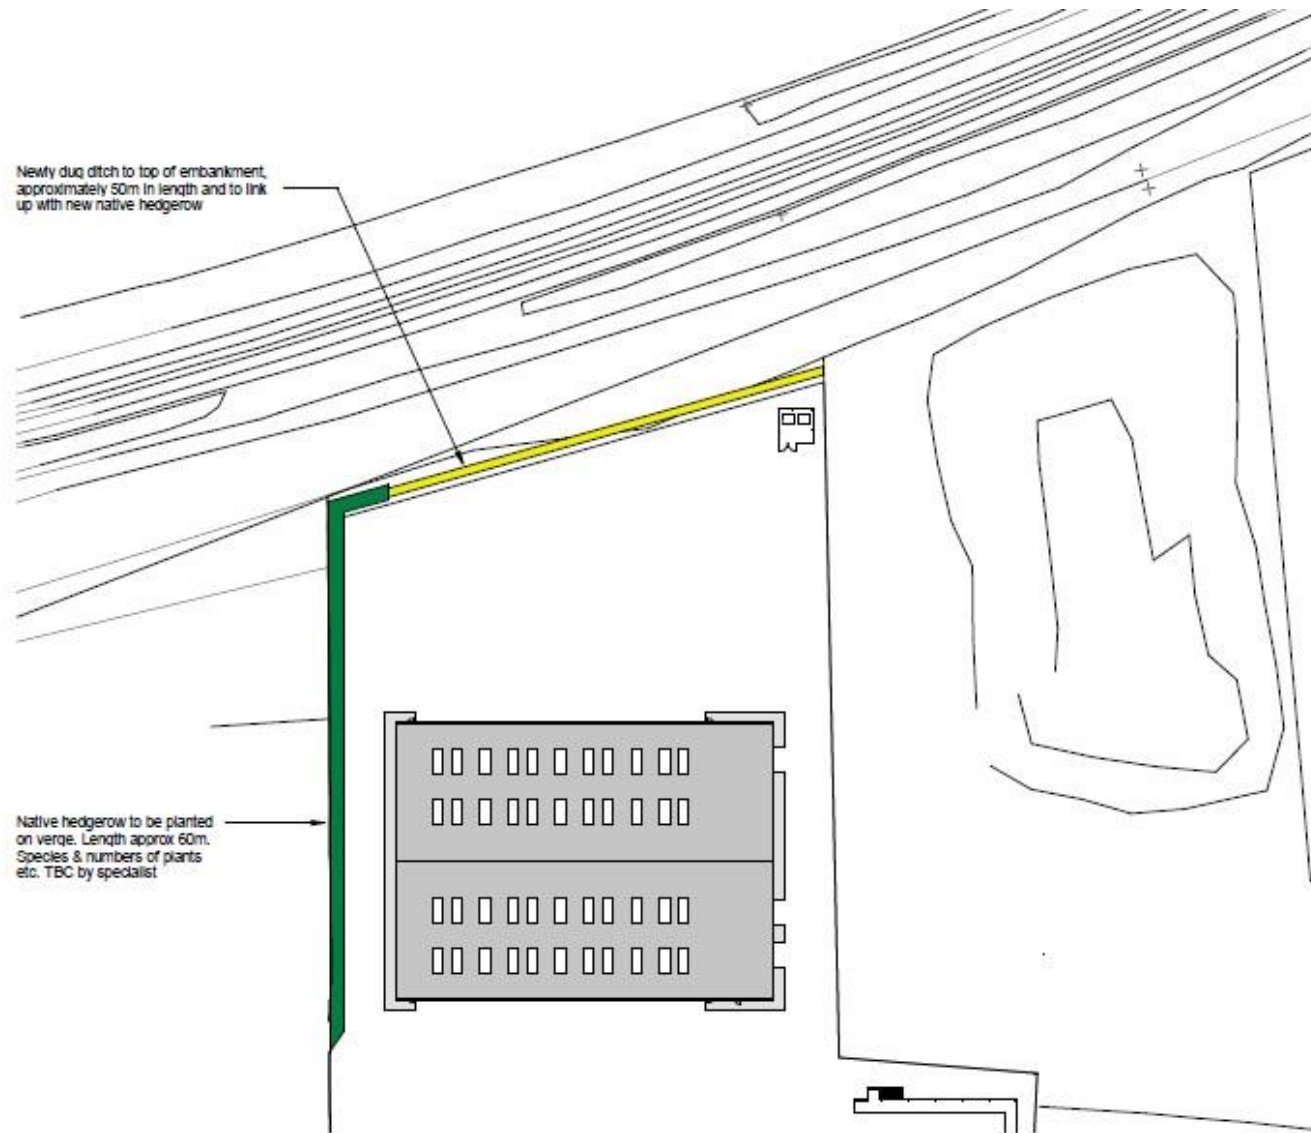 Newly dug ditch to top of embankment,
approximately 50m in length and to link
up with new native hedgerow
Native hedgerow to be planted
on verge. Length approx 60m.
Species & numbers of plants
etc. TBC by specialist